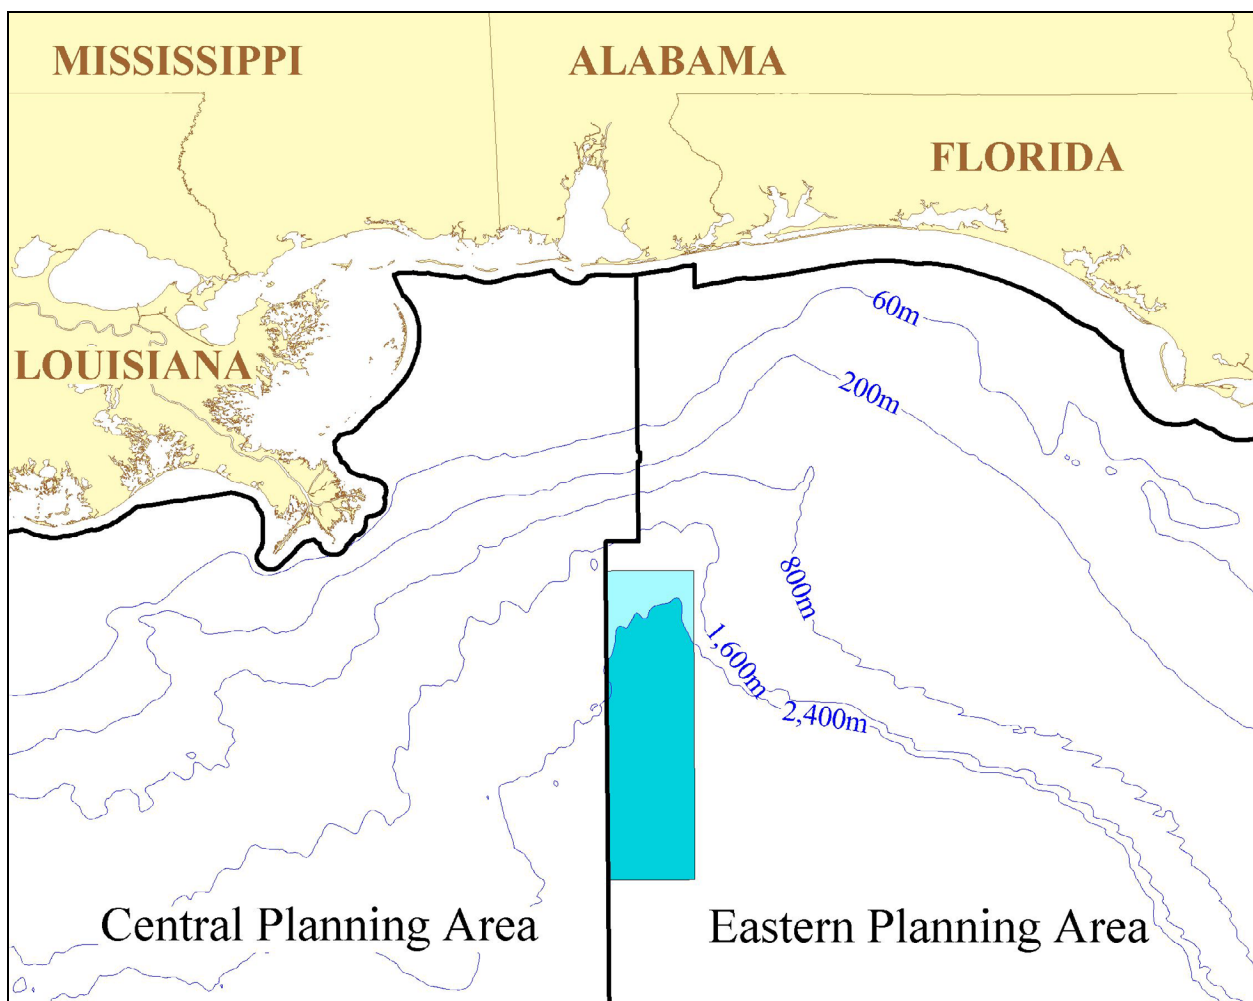 MISSISSIPPI
ALABAMA
FLORIDA
LOUISIANA
60m
200m
800m
1,600m
2,400m
Central Planning Area
Eastern Planning Area